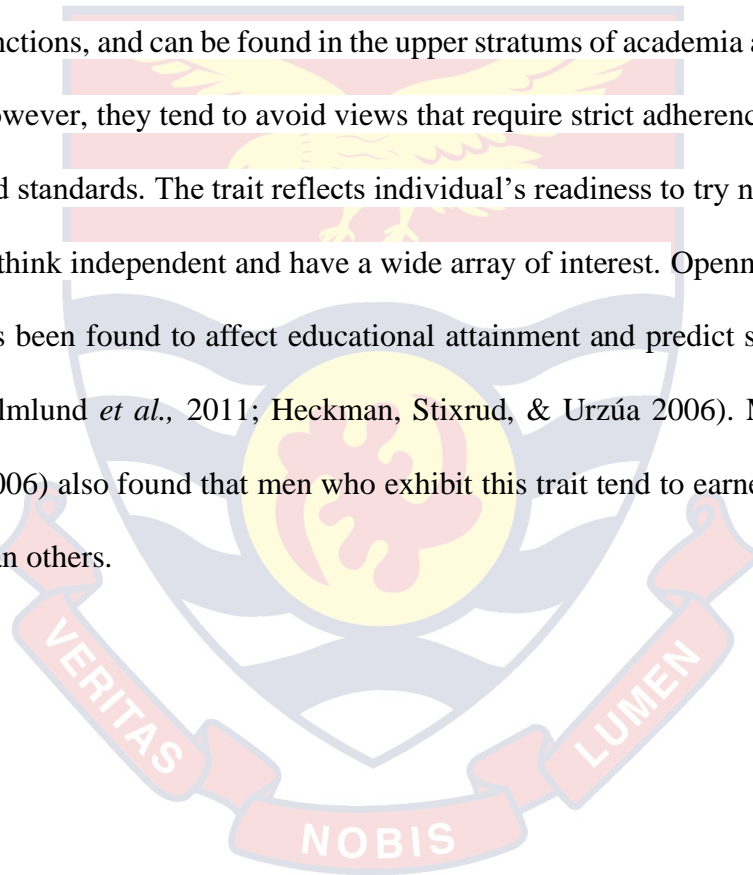 nctions, and can be found in the upper stratums of academia a
owever, they tend to avoid views that require strict adherenc
d standards. The trait reflects individual’s readiness to try n
think independent and have a wide array of interest. Openn
s been found to affect educational attainment and predict s
lmlund et al., 2011; Heckman, Stixrud, & Urzúa 2006). M
006) also found that men who exhibit this trait tend to earne
an others.
VERITAS
NOBIS
LUMEN